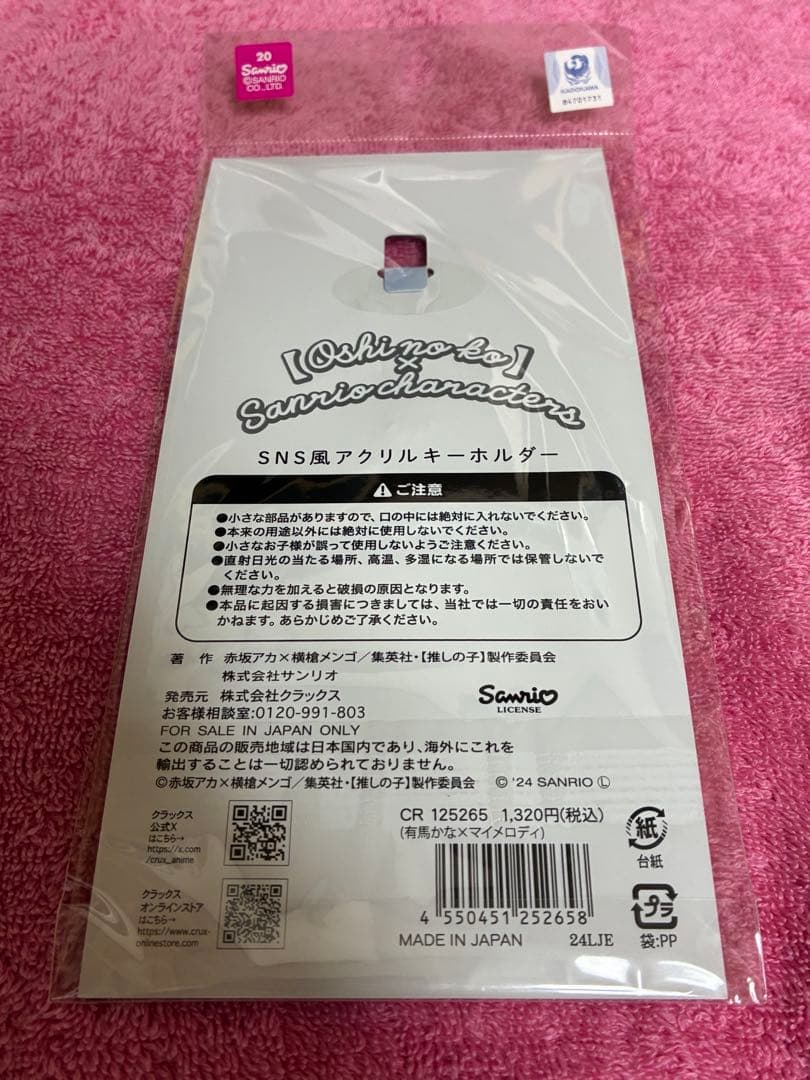 20
Sanrio
©SANRIO
CO.,LTD.
【Oshi no ko】
×
Sanrio characters
SNS風アクリルキーホルダー
ご注意
●小さな部品がありますので、口の中には絶対に入れないでください。
●本来の用途以外には絶対に使用しないでください。
●小さなお子様が誤って使用しないようご注意ください。
●直射日光の当たる場所、高温、多湿になる場所では保管しないで
ください。
●無理な力を加えると破損の原因となります。
●本品に起因する損害につきましては、当社では一切の責任をおい
かねます。あらかじめご了承ください。
著 作 赤坂アカ×横槍メンゴ／集英社・【推しの子】製作委員会
株式会社サンリオ
発売元 株式会社クラックス
お客様相談室:0120-991-803
Sanrio
LICENSE
FOR SALE IN JAPAN ONLY
この商品の販売地域は日本国内であり、海外にこれを
輸出することは一切認められておりません。
©赤坂アカ×横槍メンゴ／集英社・【推しの子】製作委員会 © '24 SANRIO Ⓛ
クラックス
公式X
はこちら→
https://x.com
/crux_anime
CR 125265 1,320円(税込)
(有馬かな×マイメロディ)
紙
台紙
クラックス
オンラインストア
はこちら→
https://www.crux-
onlinestore.com
4 550451 252658
MADE IN JAPAN 24LJE
プラ
袋:PP